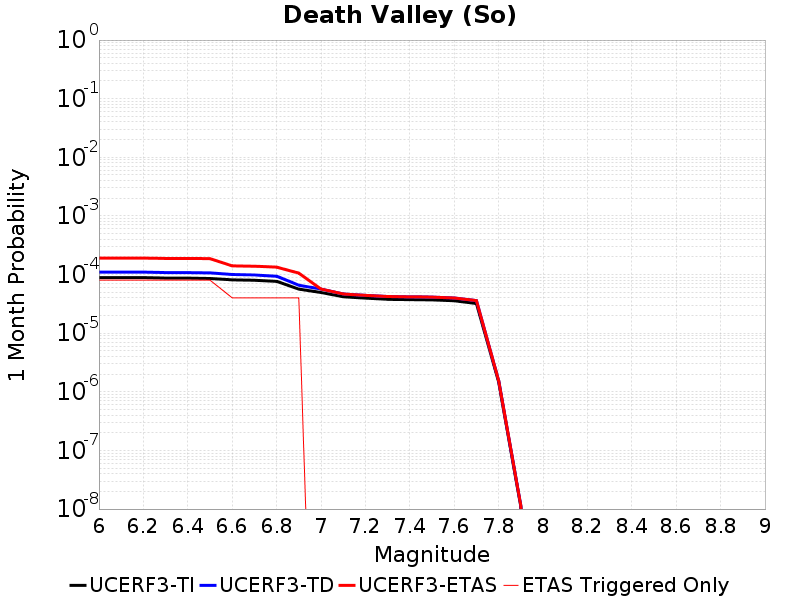 Death Valley (So)
1 Month Probability
10^0
10^-1
10^-2
10^-3
10^-4
10^-5
10^-6
10^-7
10^-8
6 6.2 6.4 6.6 6.8 7 7.2 7.4 7.6 7.8 8 8.2 8.4 8.6 8.8 9
Magnitude
UCERF3-TI UCERF3-TD UCERF3-ETAS ETAS Triggered Only